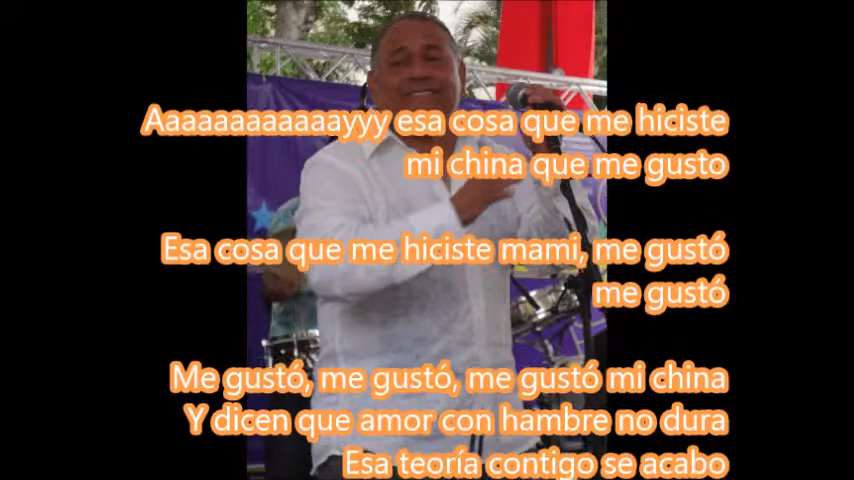 Aaaaaaaaaaaayyy esa cosa que me hiciste
mi china que me gusto
Esa cosa que me hiciste mami, me gustó
me gustó
Me gustó, me gustó, me gustó mi china
Y dicen que amor con hambre no dura
Esa teoría contigo se acabo